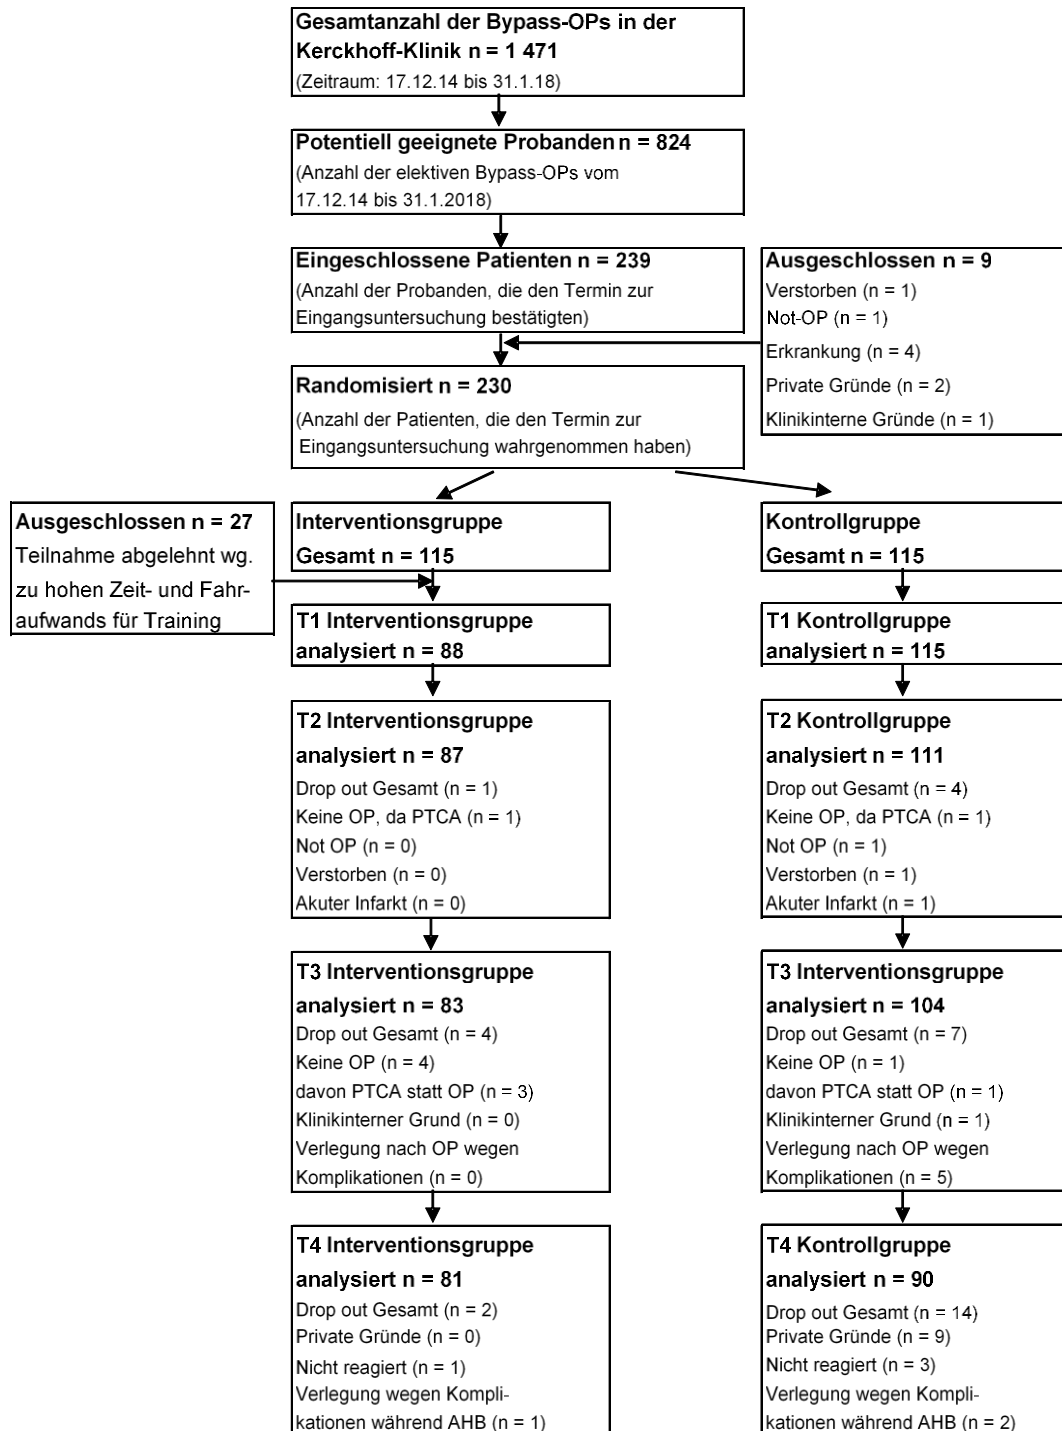 Gesamtanzahl der Bypass-OPs in der
Kerckhoff-Klinik n = 1 471
(Zeitraum: 17.12.14 bis 31.1.18)
Potentiell geeignete Probanden n = 824
(Anzahl der elektiven Bypass-OPs vom
17.12.14 bis 31.1.2018)
Eingeschlossene Patienten n = 239
(Anzahl der Probanden, die den Termin zur
Eingangsuntersuchung bestätigten)
Ausgeschlossen n = 9
Verstorben (n = 1)
Not-OP (n = 1)
Erkrankung (n = 4)
Private Gründe (n = 2)
Klinikinterne Gründe (n = 1)
Randomisiert n = 230
(Anzahl der Patienten, die den Termin zur
Eingangsuntersuchung wahrgenommen haben)
Ausgeschlossen n = 27
Teilnahme abgelehnt wg.
zu hohen Zeit- und Fahr-
aufwands für Training
Interventionsgruppe
Gesamt n = 115
Kontrollgruppe
Gesamt n = 115
T1 Interventionsgruppe
analysiert n = 88
T1 Kontrollgruppe
analysiert n = 115
T2 Interventionsgruppe
analysiert n = 87
Drop out Gesamt (n = 1)
Keine OP, da PTCA (n = 1)
Not OP (n = 0)
Verstorben (n = 0)
Akuter Infarkt (n = 0)
T2 Kontrollgruppe
analysiert n = 111
Drop out Gesamt (n = 4)
Keine OP, da PTCA (n = 1)
Not OP (n = 1)
Verstorben (n = 1)
Akuter Infarkt (n = 1)
T3 Interventionsgruppe
analysiert n = 83
Drop out Gesamt (n = 4)
Keine OP (n = 4)
davon PTCA statt OP (n = 3)
Klinikinterner Grund (n = 0)
Verlegung nach OP wegen
Komplikationen (n = 0)
T3 Interventionsgruppe
analysiert n = 104
Drop out Gesamt (n = 7)
Keine OP (n = 1)
davon PTCA statt OP (n = 1)
Klinikinterner Grund (n = 1)
Verlegung nach OP wegen
Komplikationen (n = 5)
T4 Interventionsgruppe
analysiert n = 81
Drop out Gesamt (n = 2)
Private Gründe (n = 0)
Nicht reagiert (n = 1)
Verlegung wegen Kompli-
kationen während AHB (n = 1)
T4 Kontrollgruppe
analysiert n = 90
Drop out Gesamt (n = 14)
Private Gründe (n = 9)
Nicht reagiert (n = 3)
Verlegung wegen Kompli-
kationen während AHB (n = 2)